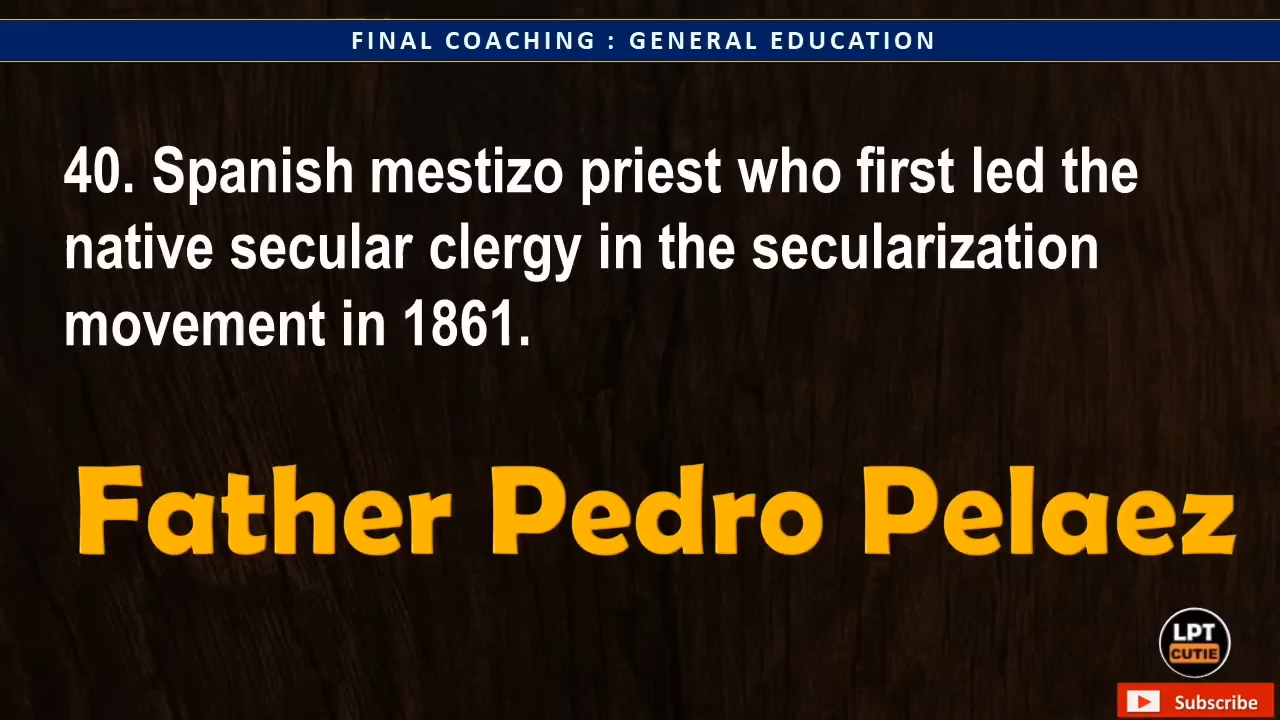 FINAL COACHING : GENERAL EDUCATION
40. Spanish mestizo priest who first led the
native secular clergy in the secularization
movement in 1861.
Father Pedro Pelaez
LPT
CUTIE
Subscribe